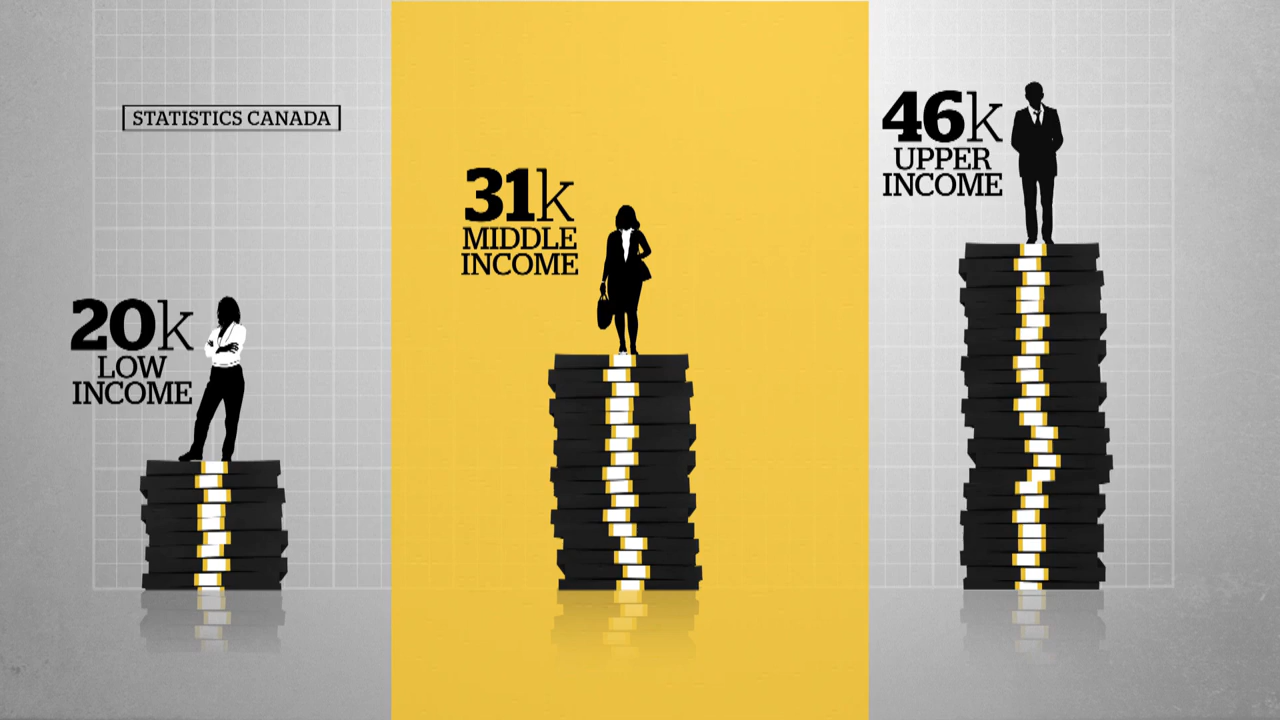 STATISTICS CANADA
20k
LOW
INCOME
31k
MIDDLE
INCOME
46k
UPPER
INCOME